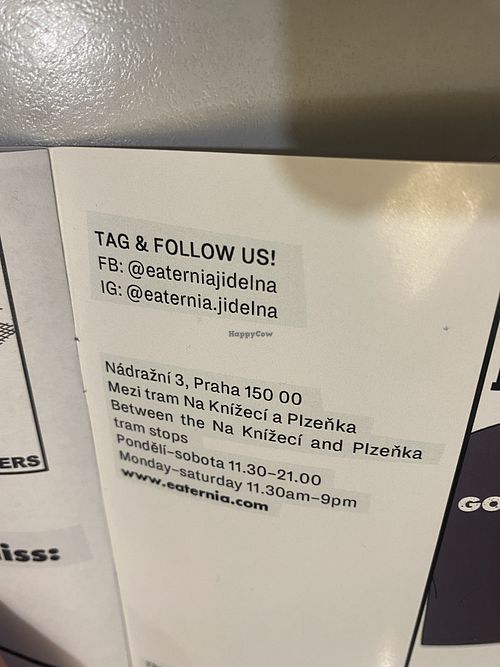 TAG & FOLLOW US!
FB: @eaterniajidelna
IG: @eaternia.jidelna
HappyCow
Nádražní 3, Praha 150 00
Mezi tram Na Knížecí a Plzeňka
Between the Na Knížecí and Plzeňka
tram stops
Pondělí–sobota 11.30–21.00
Monday–saturday 11.30am–9pm
www.eaternia.com
ERS
iss:
GO